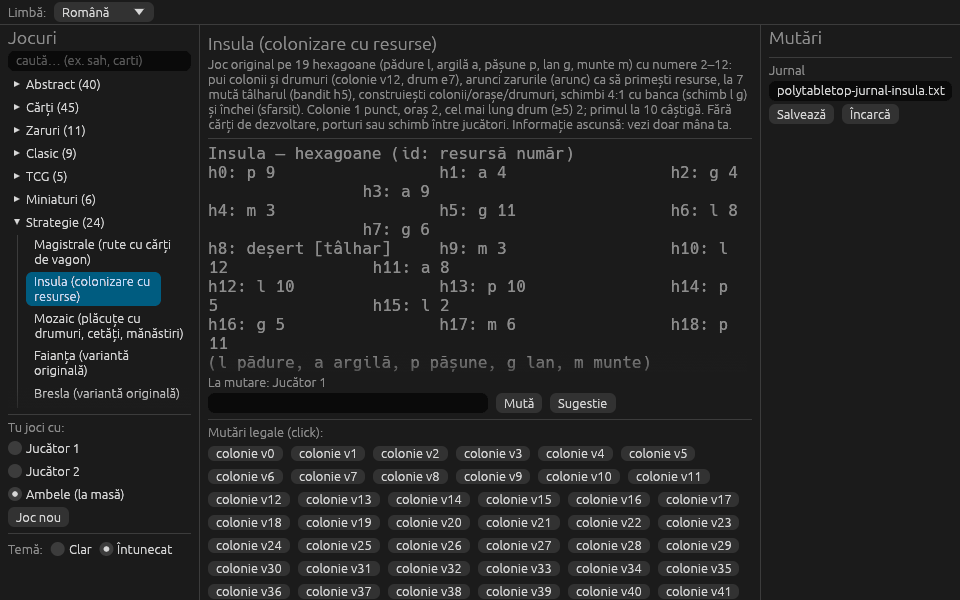 Limbă: Română
Jocuri
caută... (ex. sah, carti)
Abstract (40)
Cărți (45)
Zaruri (11)
Clasic (9)
TCG (5)
Miniaturi (6)
Strategie (24)
Magistrale (rute cu cărți
de vagon)
Insula (colonizare cu
resurse)
Mozaic (plăcuțe cu
drumuri, cetăți, mănăstiri)
Faianța (variantă
originală)
Bresla (variantă originală)
Tu joci cu:
Jucător 1
Jucător 2
Ambele (la masă)
Joc nou
Temă: Clar Întunecat
Insula (colonizare cu resurse)
Joc original pe 19 hexagoane (pădure l, argilă a, pășune p, lan g, munte m) cu numere 2–12:
pui colonii și drumuri (colonie v12, drum e7), arunci zarurile (arunc) ca să primești resurse, la 7
mută tâlharul (bandit h5), construiești colonii/orașe/drumuri, schimbi 4:1 cu banca (schimb l g)
și închei (sfarsit). Colonie 1 punct, oraș 2, cel mai lung drum (≥5) 2; primul la 10 câștigă. Fără
cărți de dezvoltare, porturi sau schimb între jucători. Informație ascunsă: vezi doar mâna ta.
Insula — hexagoane (id: resursă număr)
h0: p 9 h1: a 4 h2: g 4
h3: a 9
h4: m 3 h5: g 11 h6: l 8
h7: g 6
h8: deșert [tâlhar] h9: m 3 h10: l
12 h11: a 8
h12: l 10 h13: p 10 h14: p
5 h15: l 2
h16: g 5 h17: m 6 h18: p
11
(l pădure, a argilă, p pășune, g lan, m munte)
La mutare: Jucător 1
Mută Sugestie
Mutări legale (click):
colonie v0 colonie v1 colonie v2 colonie v3 colonie v4 colonie v5
colonie v6 colonie v7 colonie v8 colonie v9 colonie v10 colonie v11
colonie v12 colonie v13 colonie v14 colonie v15 colonie v16 colonie v17
colonie v18 colonie v19 colonie v20 colonie v21 colonie v22 colonie v23
colonie v24 colonie v25 colonie v26 colonie v27 colonie v28 colonie v29
colonie v30 colonie v31 colonie v32 colonie v33 colonie v34 colonie v35
colonie v36 colonie v37 colonie v38 colonie v39 colonie v40 colonie v41
Mutări
Jurnal
polytabletop-jurnal-insula.txt
Salvează Încarcă